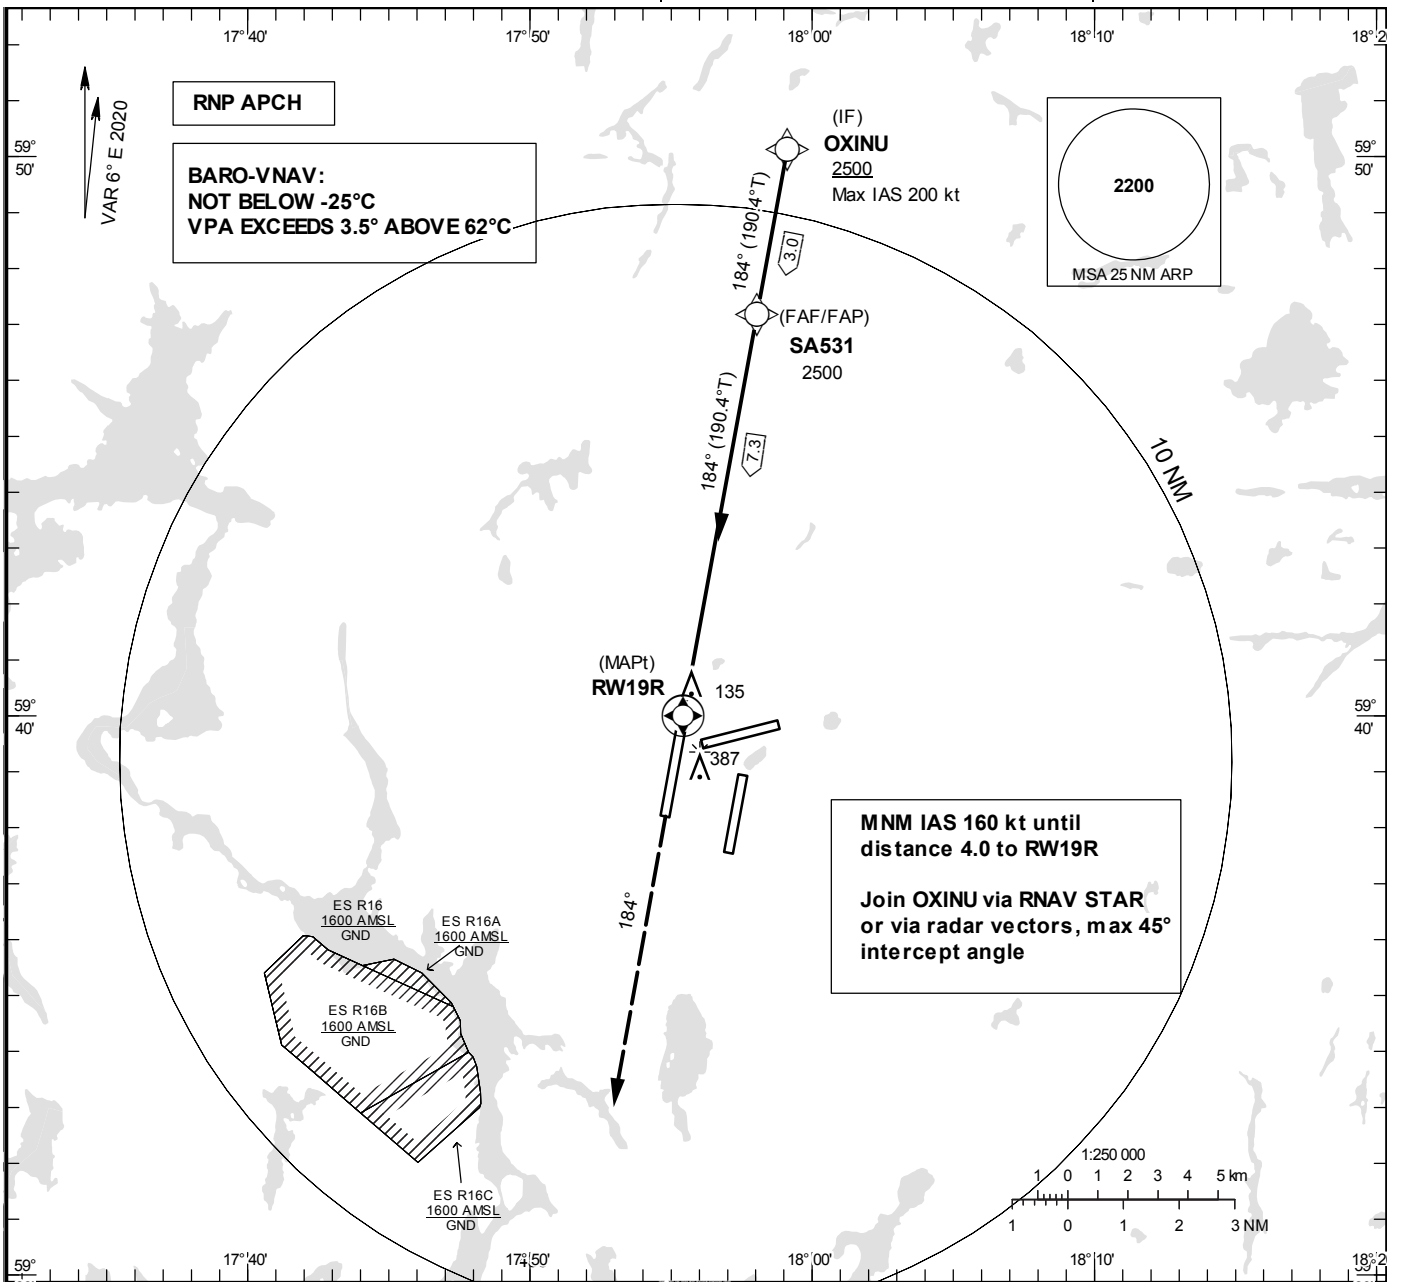 17°40'
17°50'
18°00'
18°10'
VAR 6° E 2020
RNP APCH
BARO-VNAV:
NOT BELOW -25°C
VPA EXCEEDS 3.5° ABOVE 62°C
59°
50'
(IF)
OXINU
2500
Max IAS 200 kt
2200
MSA 25 NM ARP
59°
50'
184° (190.4°T)
3.0
(FAF/FAP)
SA531
2500
184° (190.4°T)
7.3
10 NM
(MAPt)
RW19R
135
387
59°
40'
59°
40'
MNM IAS 160 kt until
distance 4.0 to RW19R
Join OXINU via RNAV STAR
or via radar vectors, max 45°
intercept angle
184°
ES R16
1600 AMSL
GND
ES R16A
1600 AMSL
GND
ES R16B
1600 AMSL
GND
ES R16C
1600 AMSL
GND
1:250 000
1 0 1 2 3 4 5 km
1 0 1 2 3 NM
59°
17°40'
17°50'
18°00'
18°10'